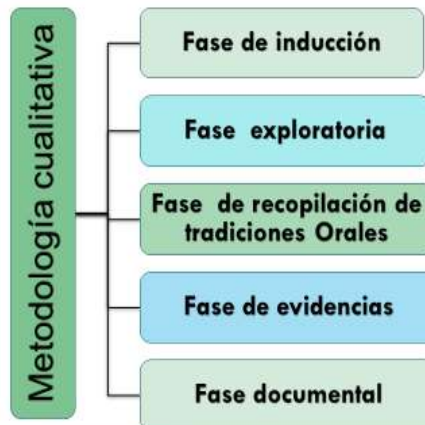 Metodología cualitativa
Fase de inducción
Fase exploratoria
Fase de recopilación de
tradiciones Orales
Fase de evidencias
Fase documental